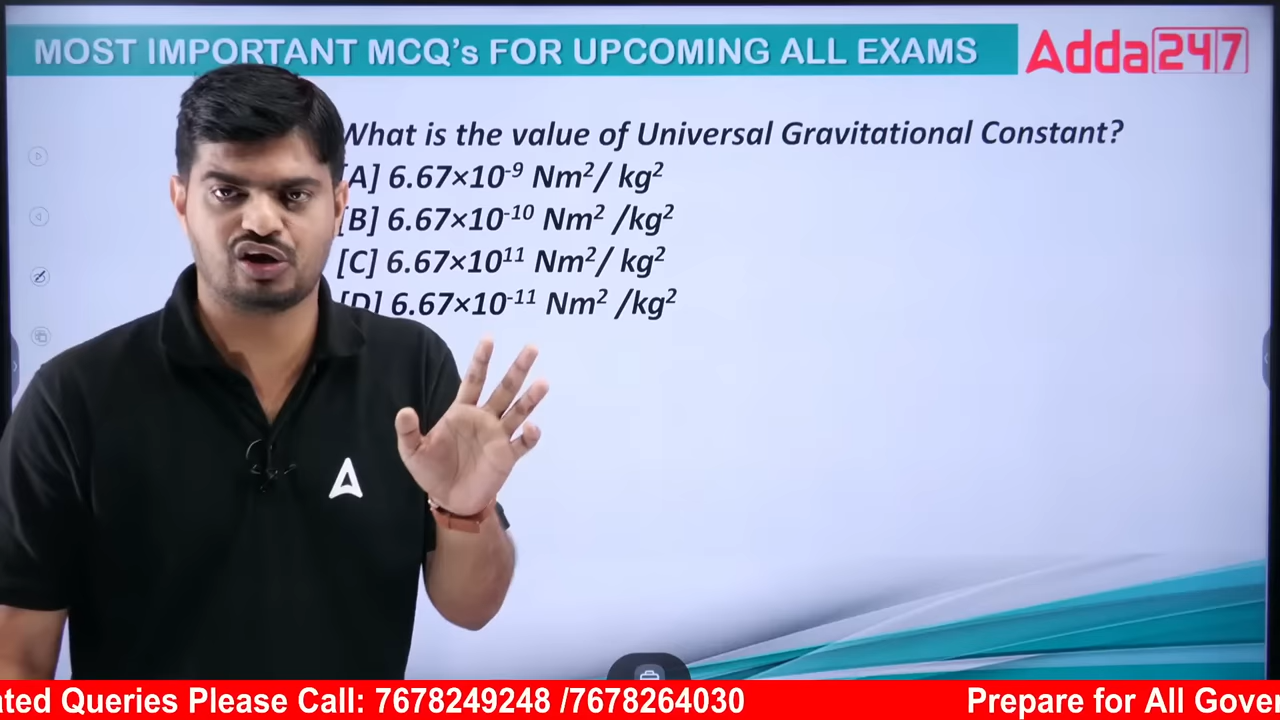 MOST IMPORTANT MCQ's FOR UPCOMING ALL EXAMS
Adda247
What is the value of Universal Gravitational Constant?
[A] 6.67×10⁻⁹ Nm²/ kg²
[B] 6.67×10⁻¹⁰ Nm² /kg²
[C] 6.67×10¹¹ Nm²/ kg²
[D] 6.67×10⁻¹¹ Nm² /kg²
ated Queries Please Call: 7678249248 /7678264030 Prepare for All Gover